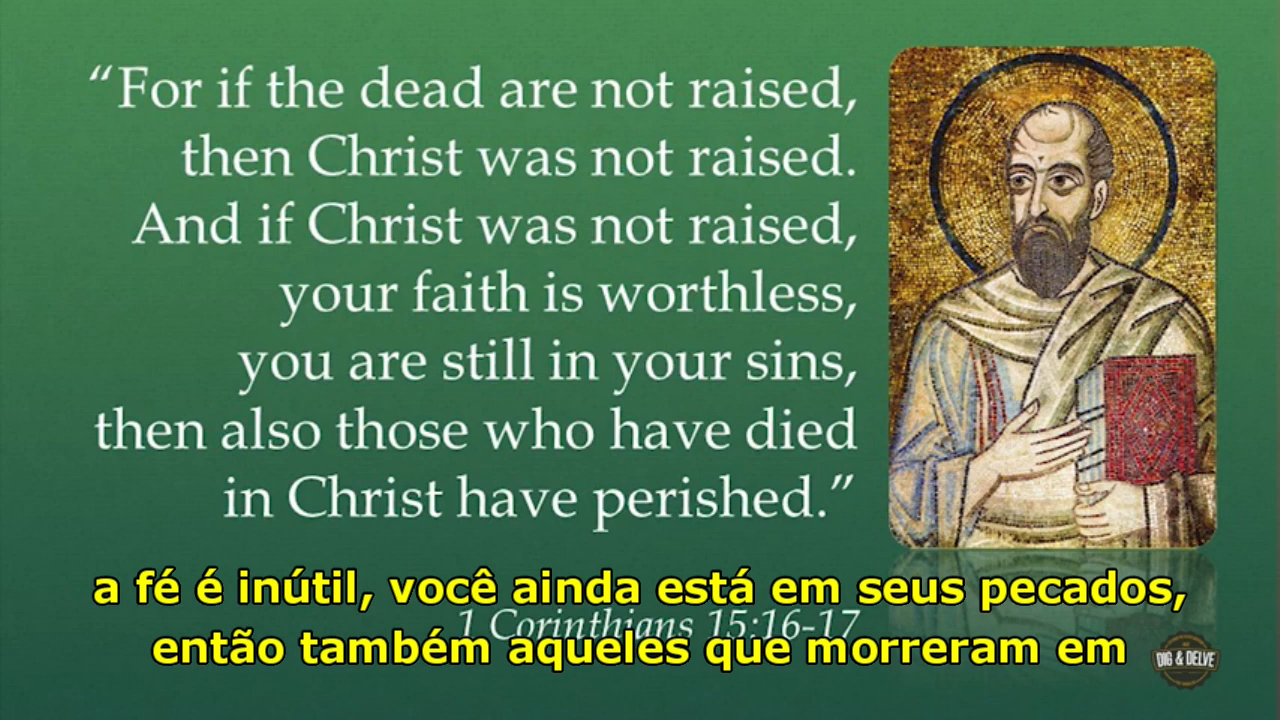 “For if the dead are not raised,
then Christ was not raised.
And if Christ was not raised,
your faith is worthless,
you are still in your sins,
then also those who have died
in Christ have perished.”
a fé é inútil, você ainda está em seus pecados,
1 Corinthians 15:16-17
então também aqueles que morreram em
DIG & DELVE